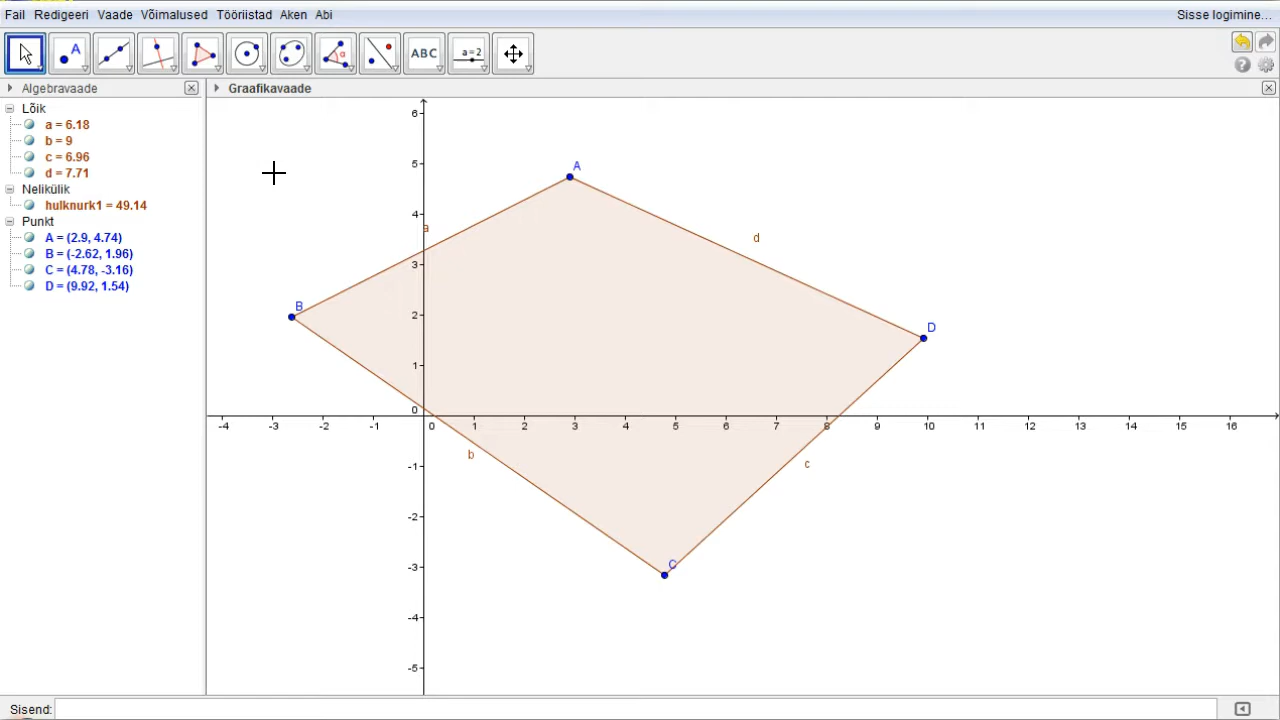 Fail Redigeeri Vaade Võimalused Tööriistad Aken Abi Sisse logimine...
A α ABC a=2
Algebravaade Graafikavaade
Lõik
a = 6.18
b = 9
c = 6.96
d = 7.71
Nelikülik
hulknurk1 = 49.14
Punkt
A = (2.9, 4.74)
B = (-2.62, 1.96)
C = (4.78, -3.16)
D = (9.92, 1.54)
6
5
4
3
2
1
0
-1
-2
-3
-4
-5
-4 -3 -2 -1 0 1 2 3 4 5 6 7 8 9 10 11 12 13 14 15 16
A
a
d
B
D
b
c
C
Sisend: